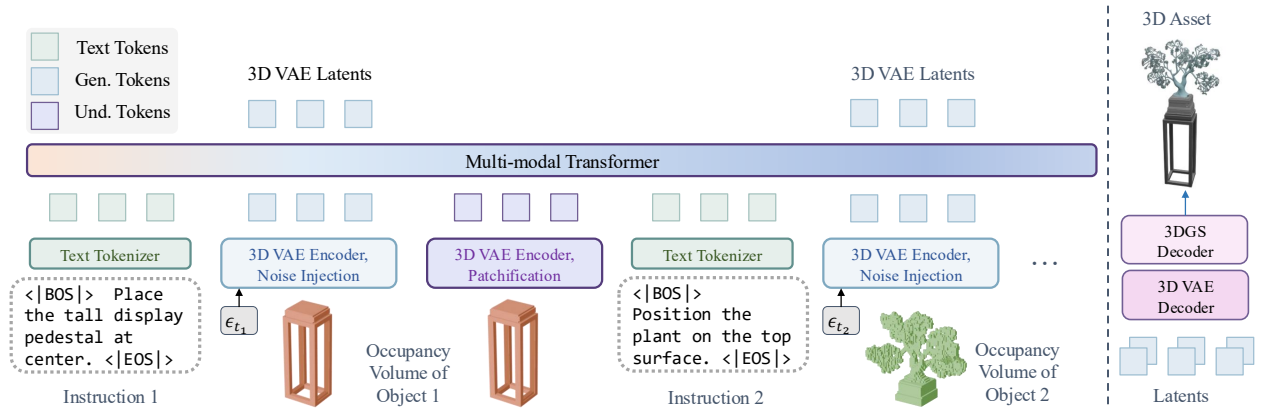 Text Tokens
Gen. Tokens
Und. Tokens
3D VAE Latents
3D VAE Latents
Multi-modal Transformer
Text Tokenizer
3D VAE Encoder,
Noise Injection
3D VAE Encoder,
Patchification
Text Tokenizer
3D VAE Encoder,
Noise Injection
...
<|BOS|> Place
the tall display
pedestal at
center. <|EOS|>
ϵt1
Occupancy
Volume of
Object 1
<|BOS|>
Position the
plant on the top
surface. <|EOS|>
ϵt2
Occupancy
Volume of
Object 2
Instruction 1
Instruction 2
3D Asset
3DGS
Decoder
3D VAE
Decoder
Latents